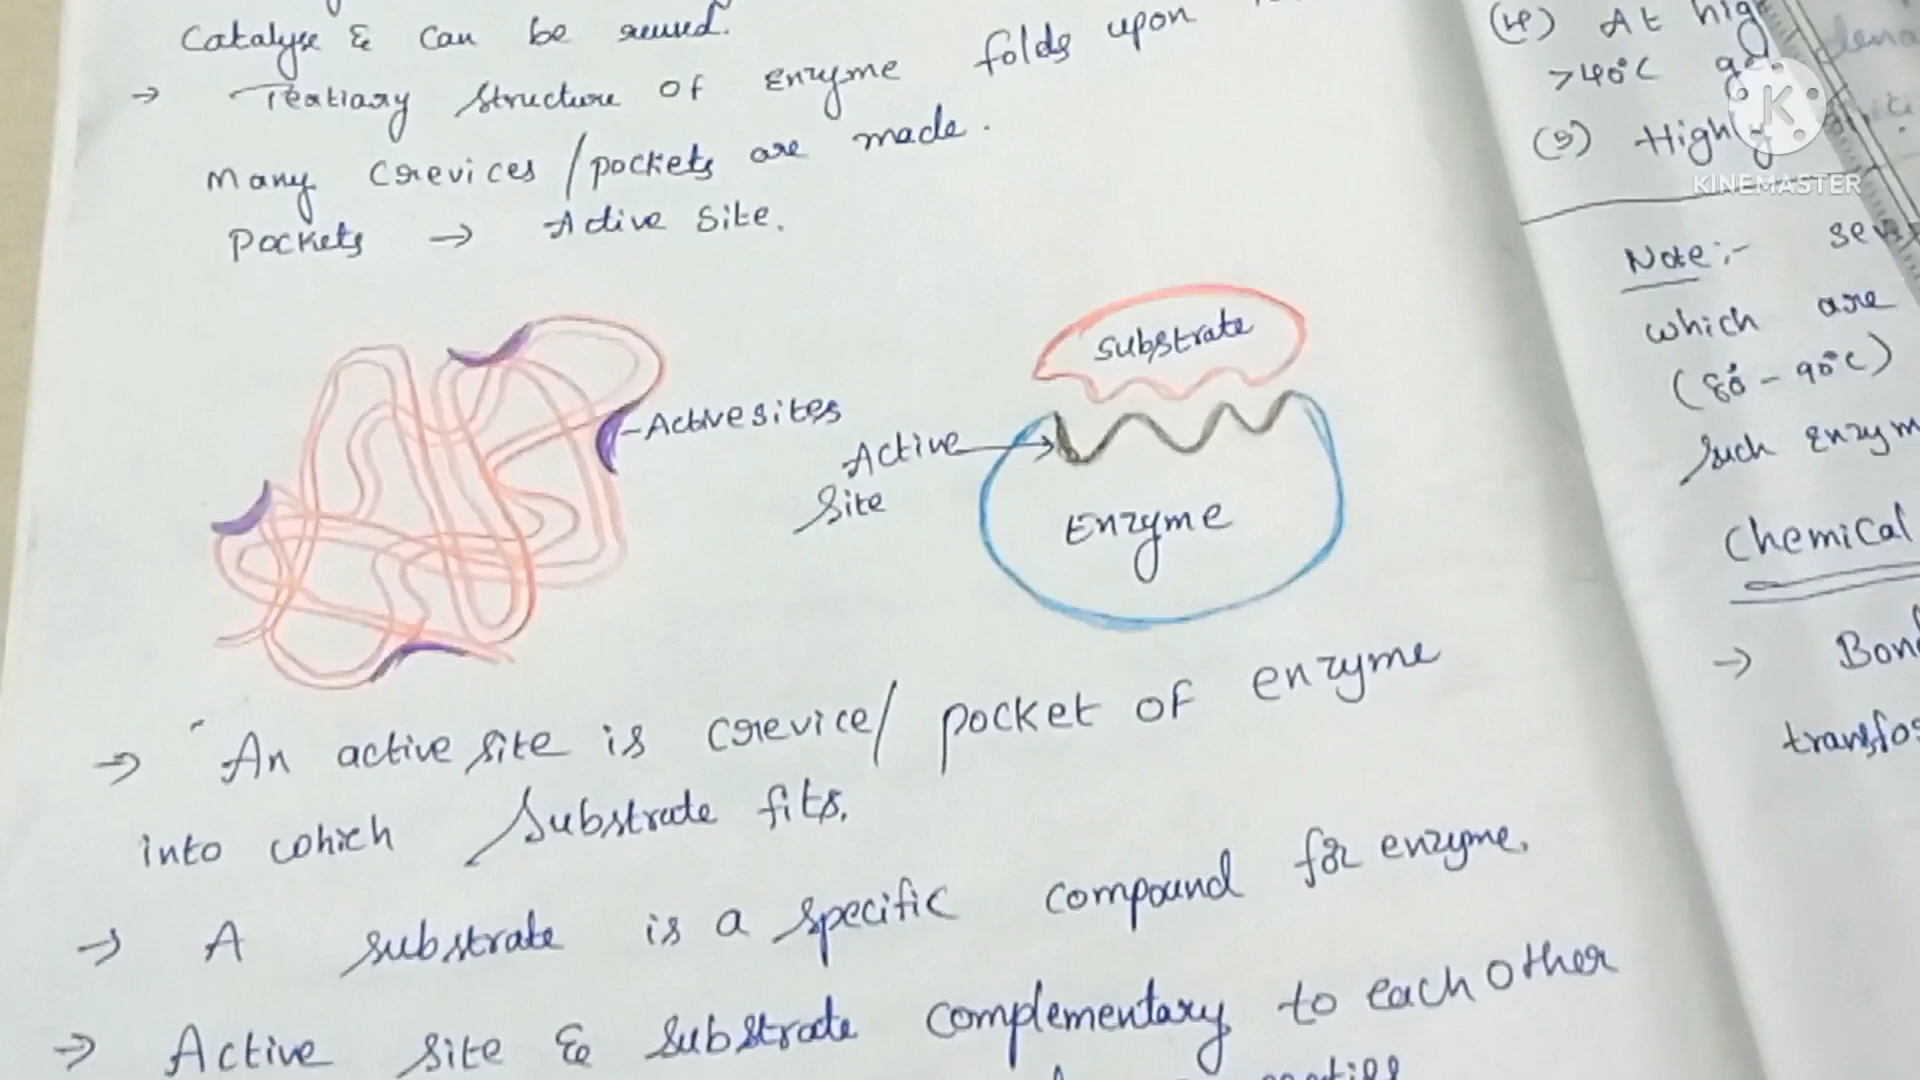 Catalyse & can be reused.
→ Tertiary Structure of Enzyme folds upon
Many Crevices / pockets are made.
Pockets → Active Site.
Substrate
Active sites
Active
Site
Enzyme
→ An active site is crevice / pocket of enzyme
into which Substrate fits.
→ A substrate is a specific compound for enzyme.
→ Active site & substrate complementary to each other
(4) At hig
>40°C
(5) Highly
KINEMASTER
Note:-
which are
(80 - 90°C)
Such Enzym
Chemical
→ Bon
transfo